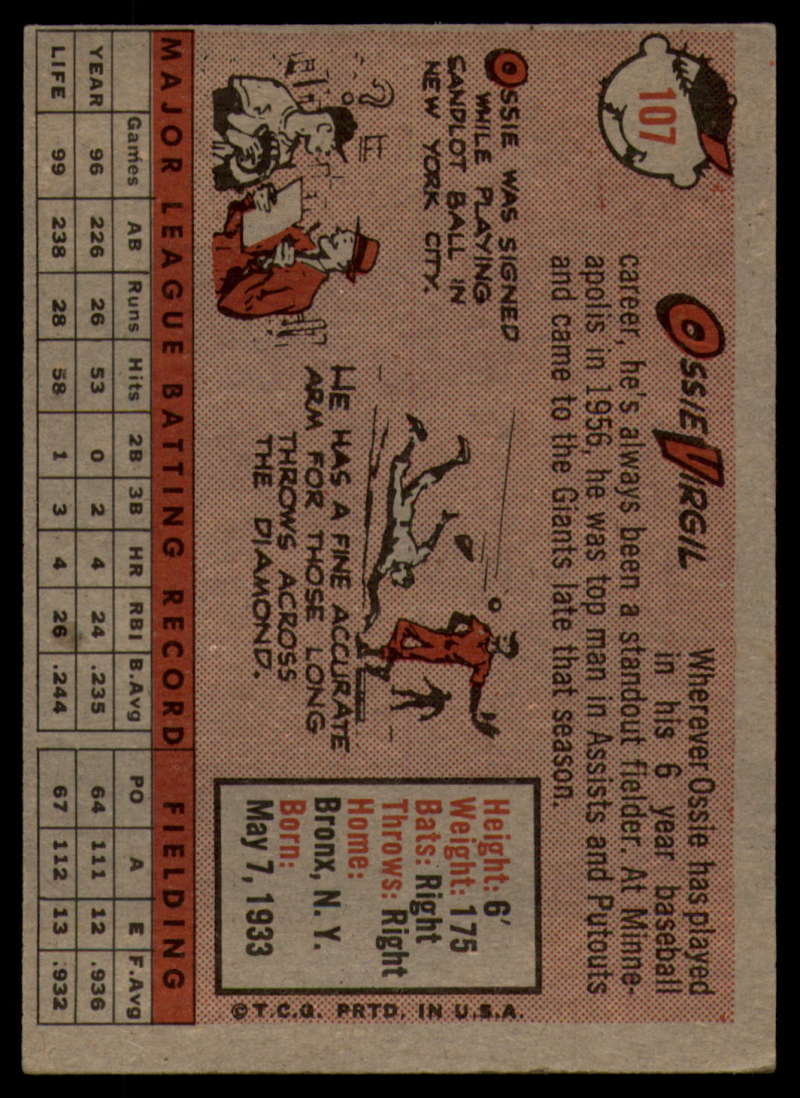 107
OSSIE VIRGIL
Wherever Ossie has played
in his 6 year baseball
career, he's always been a standout fielder. At Minne-
apolis in 1956, he was top man in Assists and Putouts
and came to the Giants late that season.
OSSIE WAS SIGNED
WHILE PLAYING
SANDLOT BALL IN
NEW YORK CITY.
?
HE HAS A FINE ACCURATE
ARM FOR THOSE LONG
THROWS ACROSS
THE DIAMOND.
Height: 6'
Weight: 175
Bats: Right
Throws: Right
Home:
Bronx, N. Y.
Born:
May 7, 1933
© T.C.G. PRTD. IN U.S.A.
MAJOR LEAGUE BATTING RECORD FIELDING
Games AB Runs Hits 2B 3B HR RBI B.Avg PO A E F.Avg
YEAR 96 226 26 53 0 2 4 24 .235 64 111 12 .936
LIFE 99 238 28 58 1 3 4 26 .244 67 112 13 .932